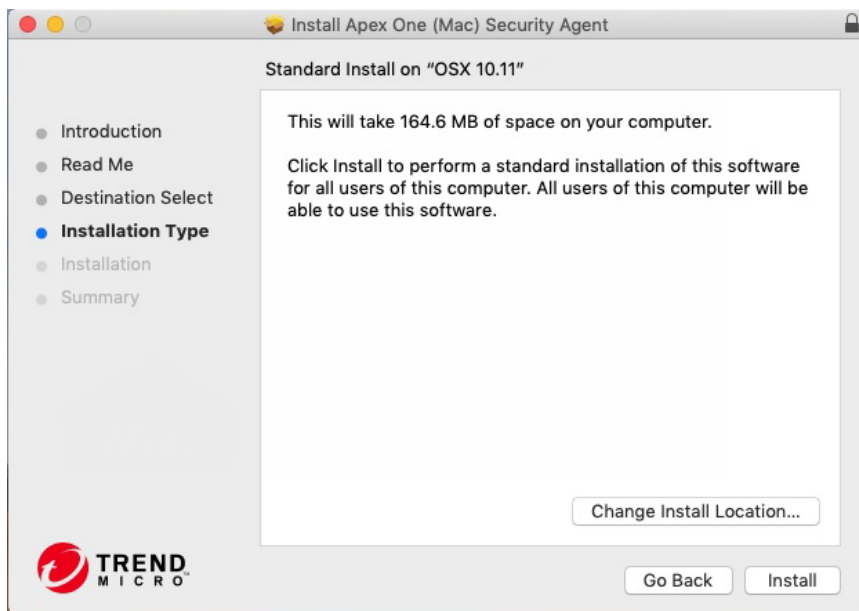 Install Apex One (Mac) Security Agent
Standard Install on “OSX 10.11”
Introduction
Read Me
Destination Select
Installation Type
Installation
Summary
This will take 164.6 MB of space on your computer.
Click Install to perform a standard installation of this software
for all users of this computer. All users of this computer will be
able to use this software.
Change Install Location...
TREND
MICRO™
Go Back
Install